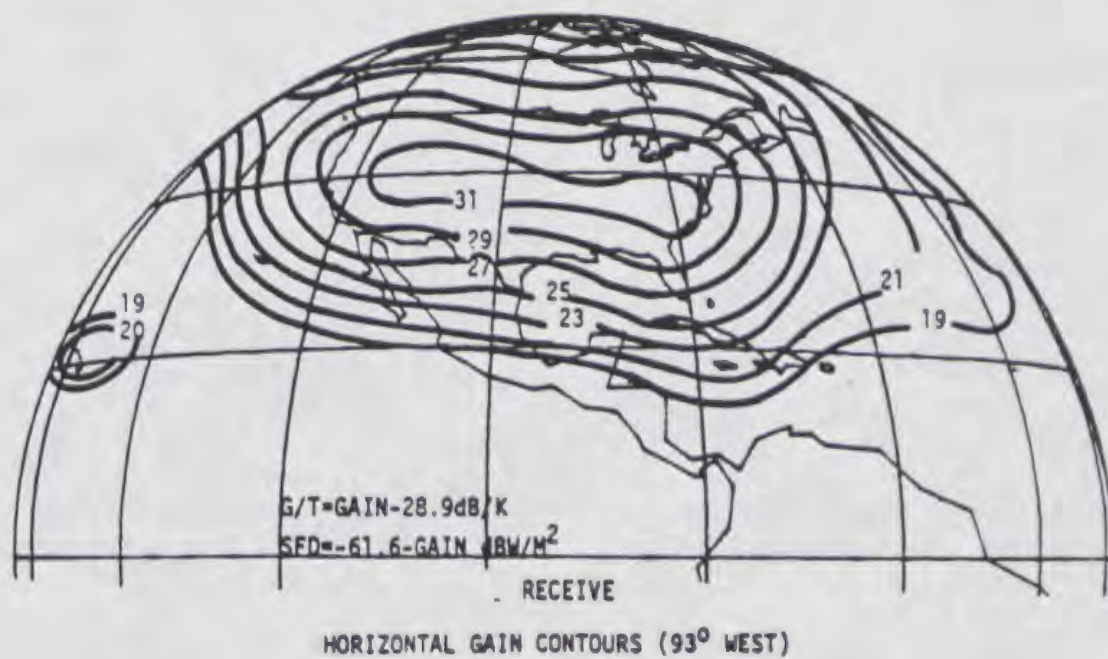 31
29
27
25
23
21
19
19
20
G/T=GAIN-28.9dB/K
SFD=-61.6-GAIN dBW/M²
RECEIVE
HORIZONTAL GAIN CONTOURS (93° WEST)